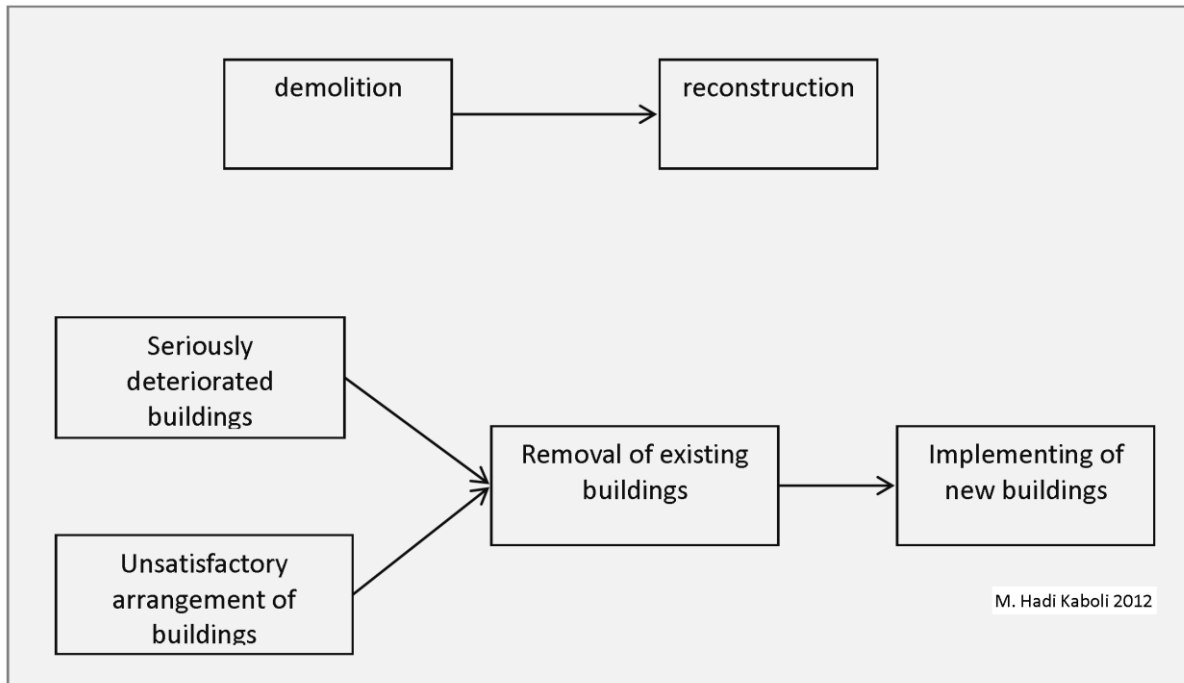 demolition
reconstruction
Seriously
deteriorated
buildings
Removal of existing
buildings
Implementing of
new buildings
Unsatisfactory
arrangement of
buildings
M. Hadi Kaboli 2012